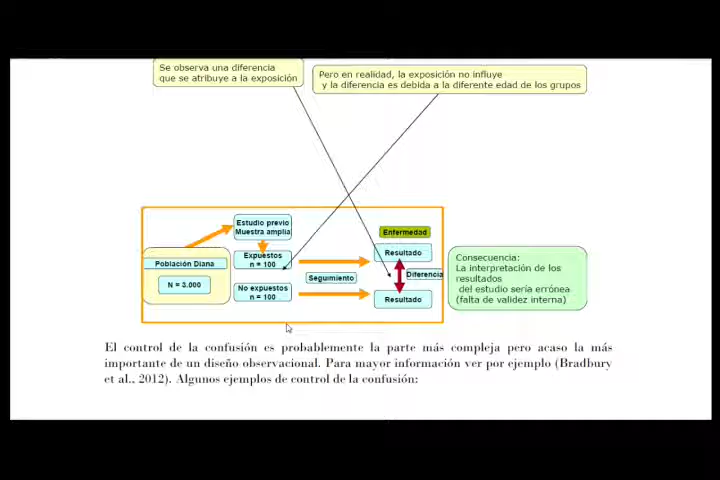 Se observa una diferencia
que se atribuye a la exposición
Pero en realidad, la exposición no influye
y la diferencia es debida a la diferente edad de los grupos
Estudio previo
Muestra amplia
Enfermedad
Población Diana
N = 3.000
Expuestos
n = 100
No expuestos
n = 100
Seguimiento
Resultado
Diferencia
Resultado
Consecuencia:
La interpretación de los
resultados
del estudio sería errónea
(falta de validez interna)
El control de la confusión es probablemente la parte más compleja pero acaso la más
importante de un diseño observacional. Para mayor información ver por ejemplo (Bradbury
et al., 2012). Algunos ejemplos de control de la confusión: